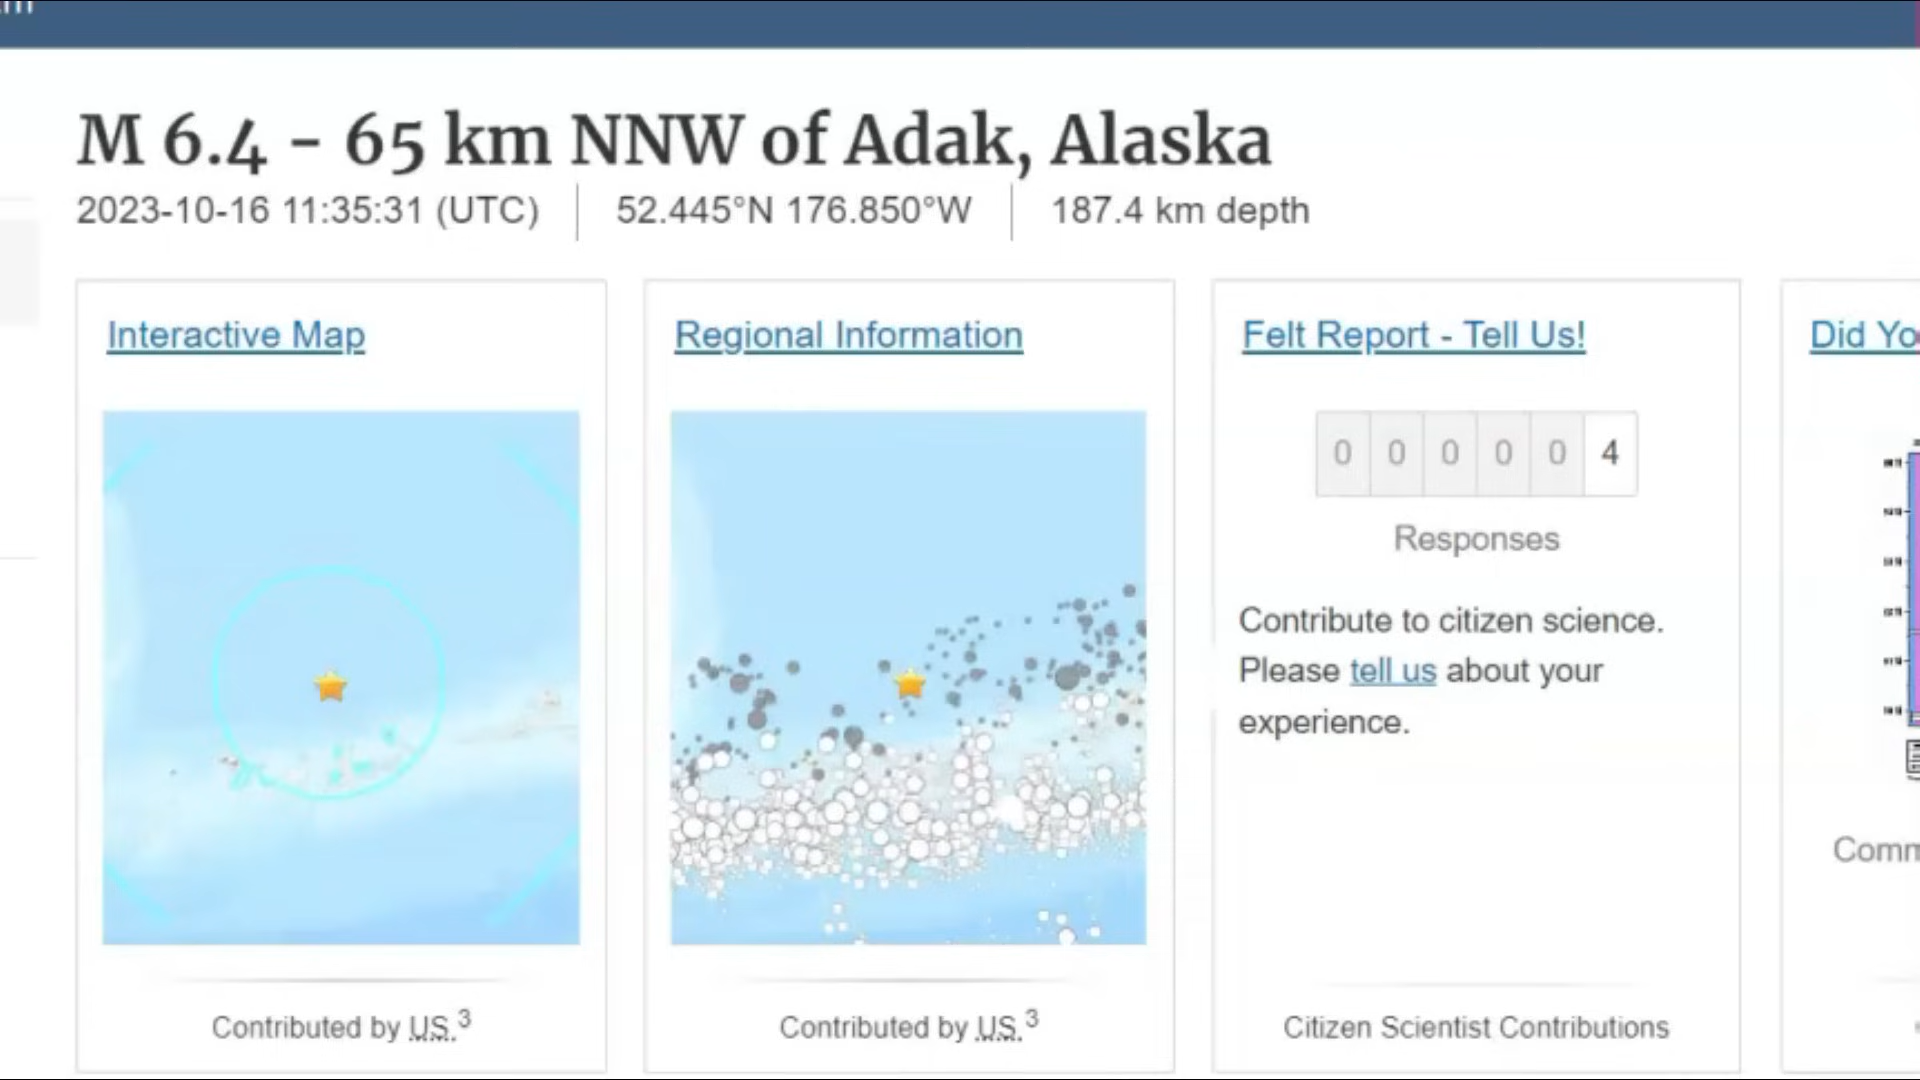 M 6.4 - 65 km NNW of Adak, Alaska
2023-10-16 11:35:31 (UTC)
52.445°N 176.850°W
187.4 km depth
Interactive Map
Contributed by US.3
Regional Information
Contributed by US.3
Felt Report - Tell Us!
0 0 0 0 0 4
Responses
Contribute to citizen science.
Please tell us about your
experience.
Citizen Scientist Contributions
Did Yo
Comm